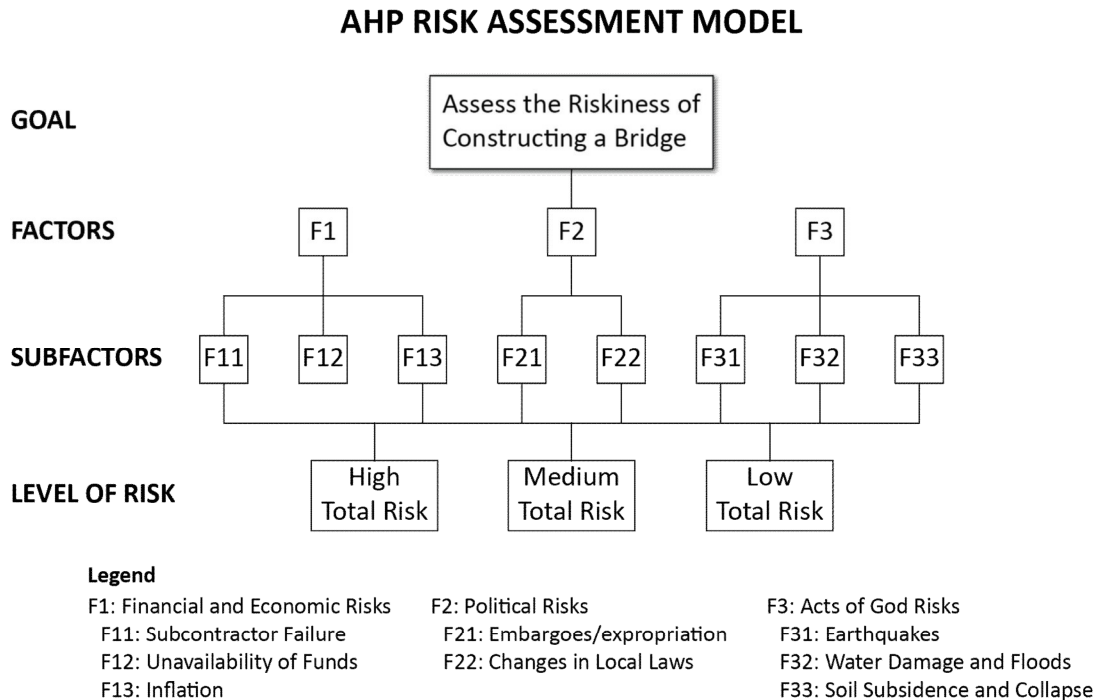 AHP RISK ASSESSMENT MODEL
GOAL
Assess the Riskiness of
Constructing a Bridge
FACTORS
F1
F2
F3
SUBFACTORS
F11
F12
F13
F21
F22
F31
F32
F33
LEVEL OF RISK
High
Total Risk
Medium
Total Risk
Low
Total Risk
Legend
F1: Financial and Economic Risks
F11: Subcontractor Failure
F12: Unavailability of Funds
F13: Inflation
F2: Political Risks
F21: Embargoes/expropriation
F22: Changes in Local Laws
F3: Acts of God Risks
F31: Earthquakes
F32: Water Damage and Floods
F33: Soil Subsidence and Collapse